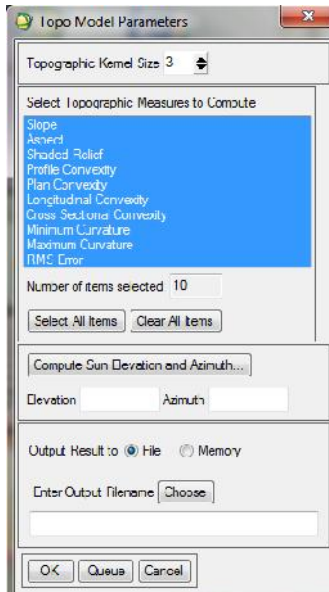 Topo Model Parameters
Topographic Kernel Size 3
Select Topographic Measures to Compute
Slope
Aspect
Shaded Relief
Profile Convexity
Plan Convexity
Longitudinal Convexity
Cross Sectional Convexity
Minimum Curvature
Maximum Curvature
RMS Error
Number of items selected 10
Select All Items Clear All Items
Compute Sun Elevation and Azimuth...
Elevation Azimuth
Output Result to File Memory
Enter Output Filename Choose
OK Queue Cancel